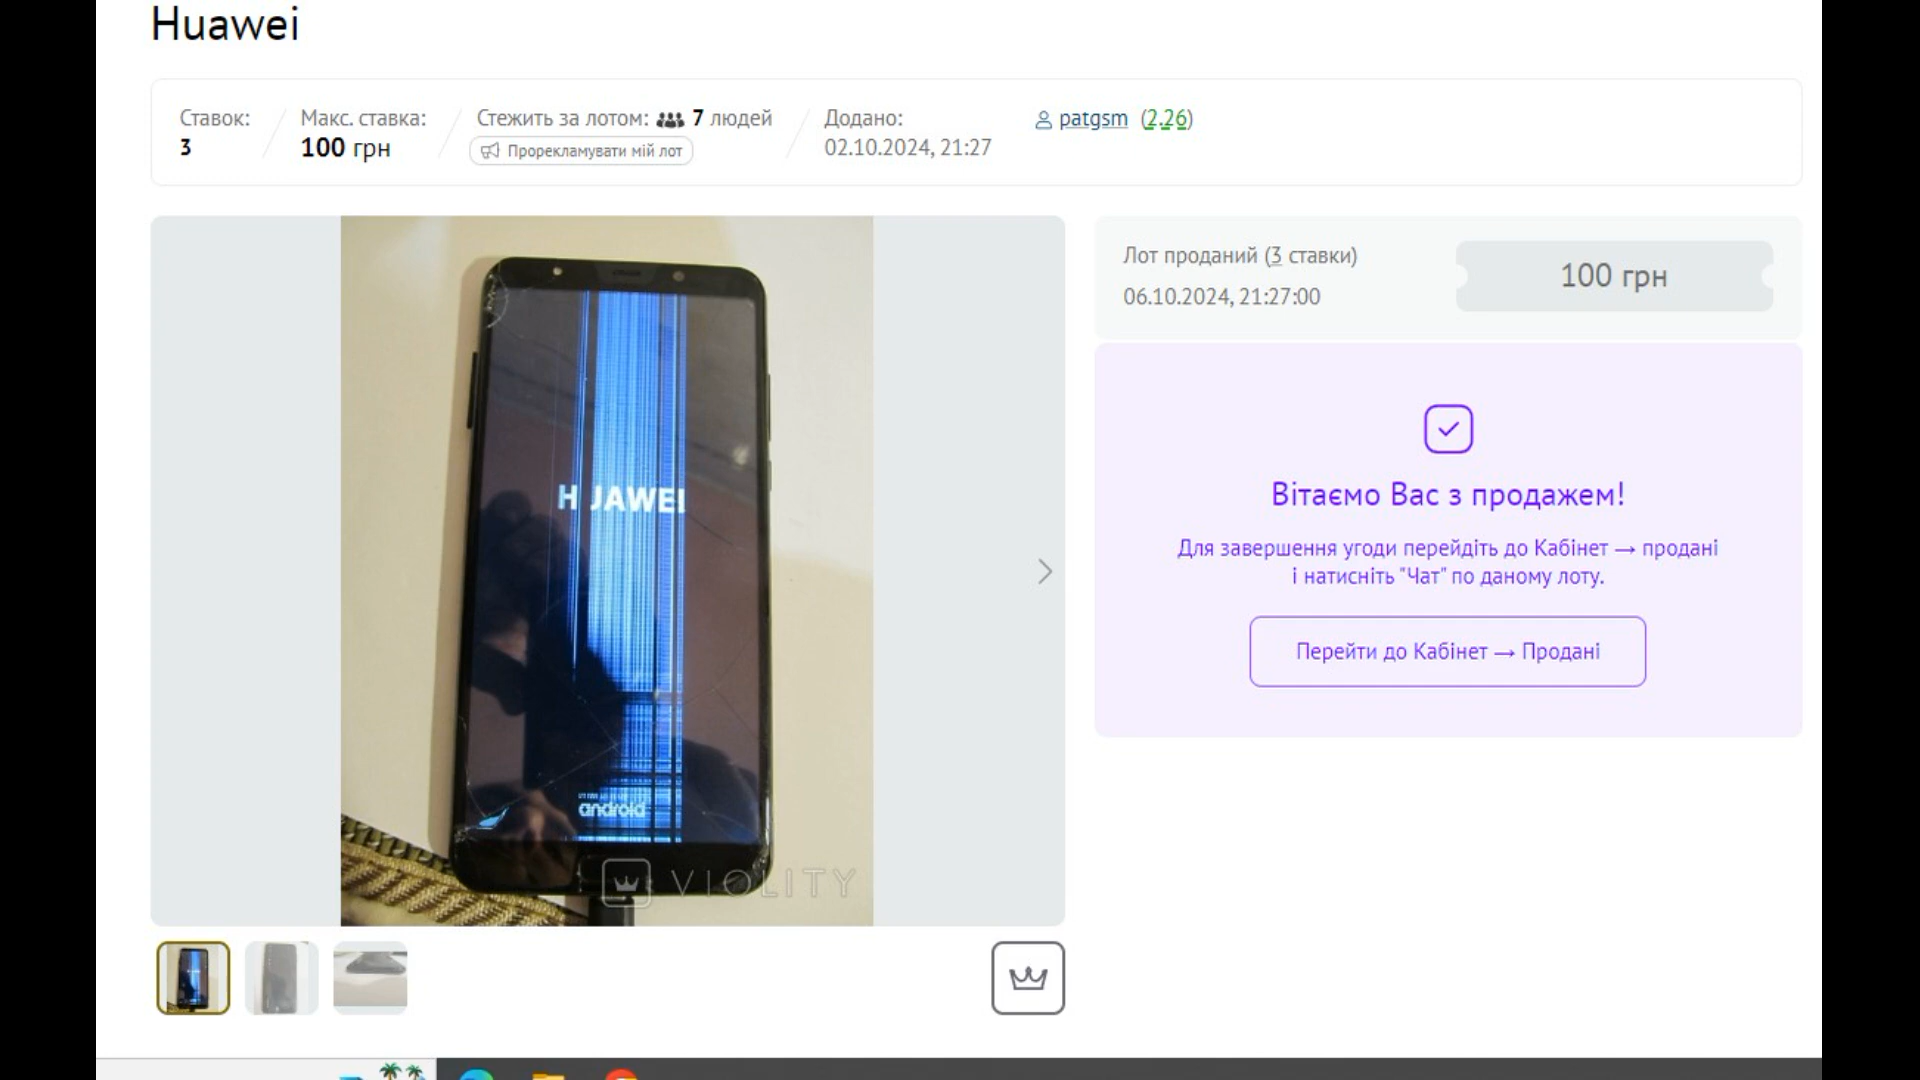 Huawei
Ставок:
3
Макс. ставка:
100 грн
Стежить за лотом: 7 людей
Прорекламувати мій лот
Додано:
02.10.2024, 21:27
patgsm (2,26)
Лот проданий (3 ставки)
06.10.2024, 21:27:00
100 грн
HUAWEI
android
VIOLITY
Вітаємо Вас з продажем!
Для завершення угоди перейдіть до Кабінет → продані
і натисніть "Чат" по даному лоту.
Перейти до Кабінет → Продані